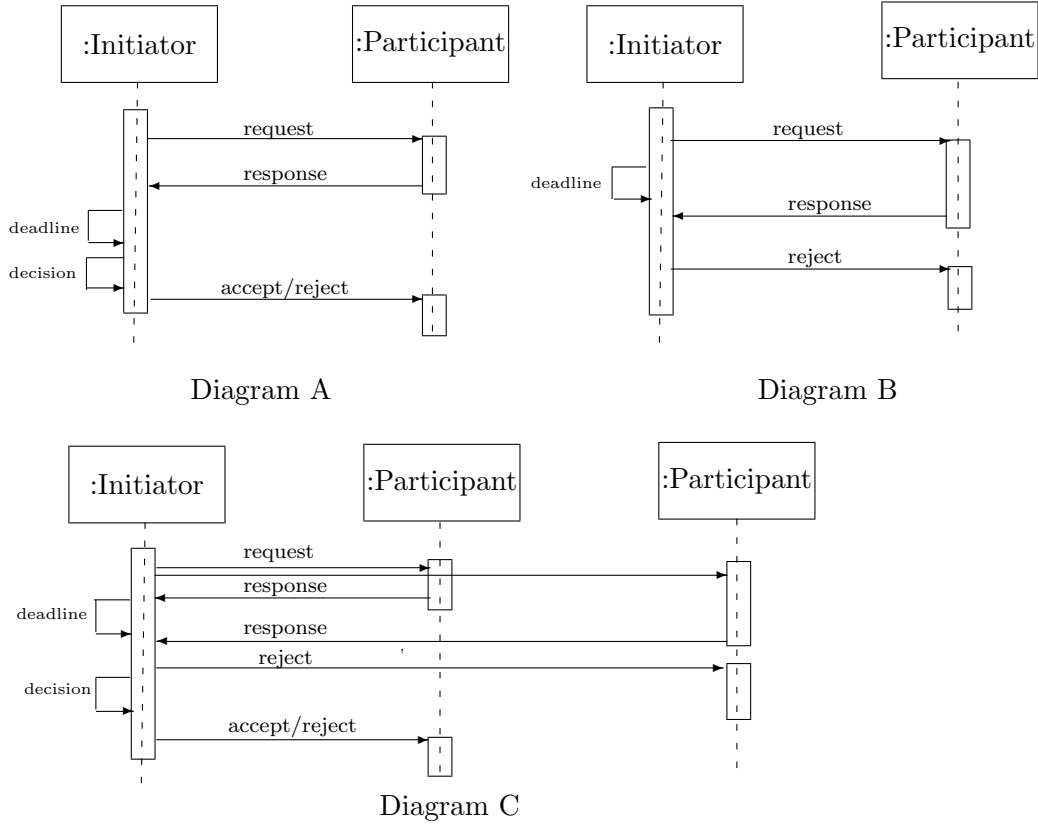 :Initiator
:Participant
request
response
deadline
decision
accept/reject
Diagram A
:Initiator
:Participant
request
deadline
response
reject
Diagram B
:Initiator
:Participant
:Participant
request
response
deadline
response
reject
,
decision
accept/reject
Diagram C